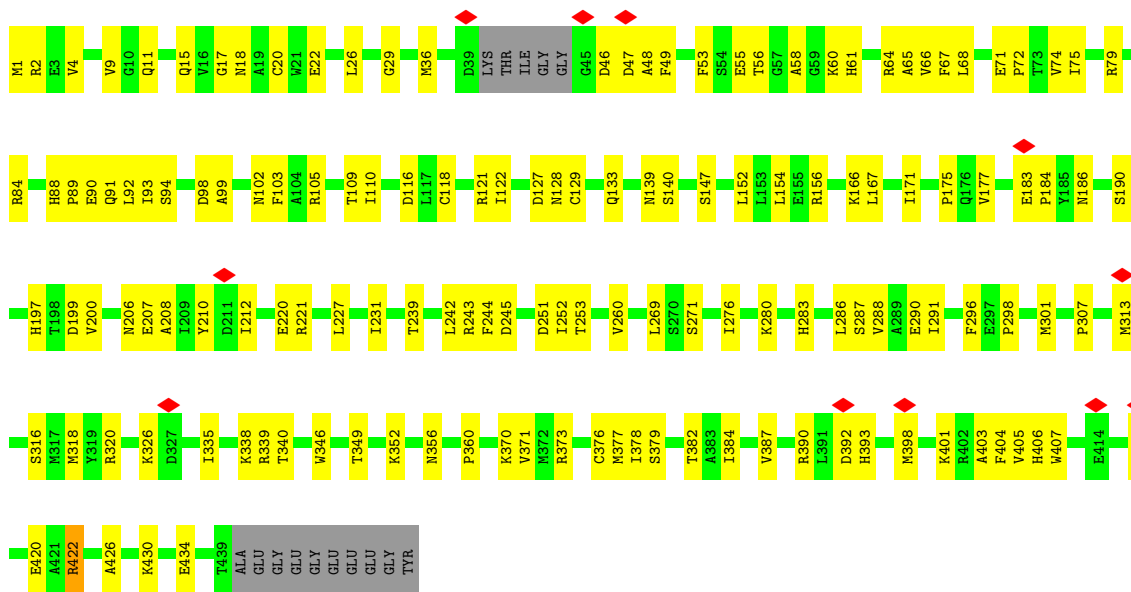 M1 R2 E3 V4 V9 G10 Q11 Q15 V16 G17 N18 A19 C20 W21 E22 L26 G29 M36 D39 LYS THR ILE GLY GLY G45 D46 D47 A48 F49 F53 S54 E55 T56 G57 A58 G59 K60 H61 R64 A65 V66 F67 L68 E71 P72 T73 V74 I75 R79
R84 H88 P89 E90 Q91 L92 I93 S94 D98 A99 N102 F103 A104 R105 T109 I110 D116 L117 C118 R121 I122 D127 N128 C129 Q133 N139 S140 S147 L152 L153 L154 E155 R156 K166 L167 I171 P175 Q176 V177 E183 P184 Y185 N186 S190
H197 T198 D199 V200 N206 E207 A208 I209 Y210 D211 I212 E220 R221 L227 I231 T239 L242 R243 F244 D245 D251 I252 T253 V260 L269 S270 S271 I276 K280 H283 L286 S287 V288 A289 E290 I291 F296 E297 P298 M301 P307 M313
S316 M317 M318 Y319 R320 K326 D327 I335 K338 R339 T340 W346 T349 K352 N356 P360 K370 V371 M372 R373 C376 M377 I378 S379 T382 A383 I384 V387 R390 L391 D392 H393 M398 K401 R402 A403 F404 V405 H406 W407 E414
E420 A421 R422 A426 K430 E434 T439 ALA GLU GLY GLU GLY GLU GLU GLU GLY TYR